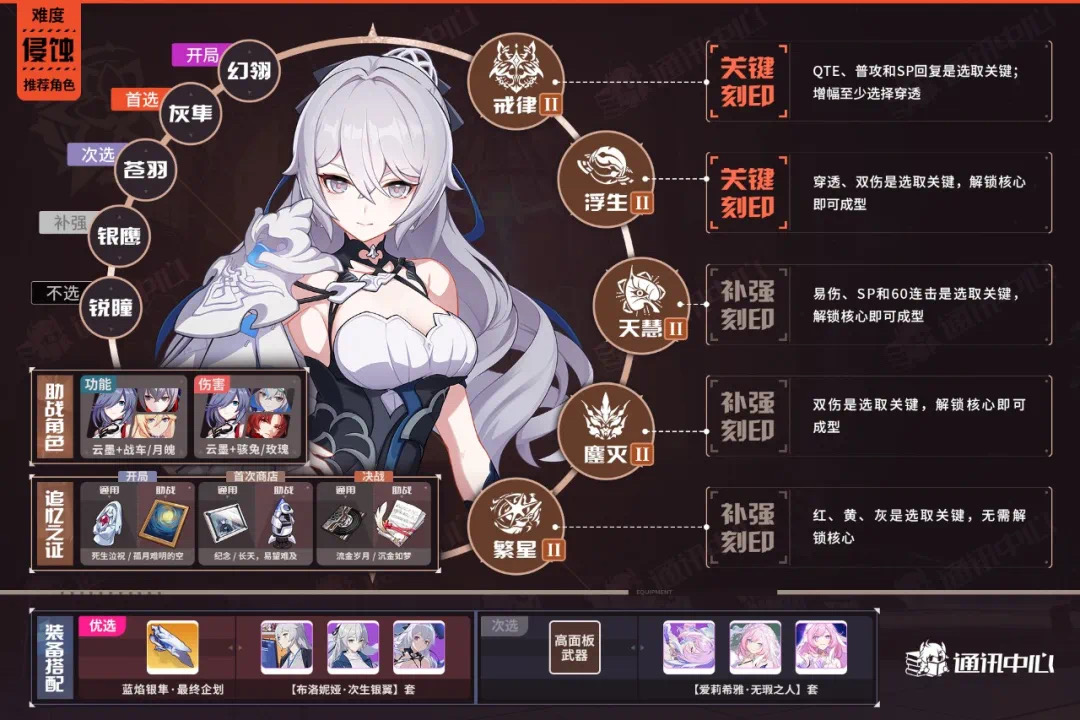 难度
侵蚀
推荐角色
开局
幻翎
首选
灰隼
次选
苍羽
补强
银鹰
不选
锐瞳
戒律 II
关键
刻印
QTE、普攻和SP回复是选取关键；
增幅至少选择穿透
浮生 II
关键
刻印
穿透、双伤是选取关键，解锁核心
即可成型
天慧 II
补强
刻印
易伤、SP和60连击是选取关键，
解锁核心即可成型
鏖灭 II
补强
刻印
双伤是选取关键，解锁核心即可
成型
繁星 II
补强
刻印
红、黄、灰是选取关键，无需解
锁核心
助战角色
功能
云墨+战车/月魄
伤害
云墨+骇兔/玫瑰
追忆之证
开局
通用 助战
死生泣祝 / 孤月难明的空
首次商店
通用 助战
纪念 / 长天，易望难及
决战
通用 助战
流金岁月 / 沉金如梦
EQUIPMENT
装备搭配
优选
蓝焰银隼·最终企划
【布洛妮娅·次生银翼】套
次选
高面板
武器
【爱莉希雅·无瑕之人】套
通讯中心